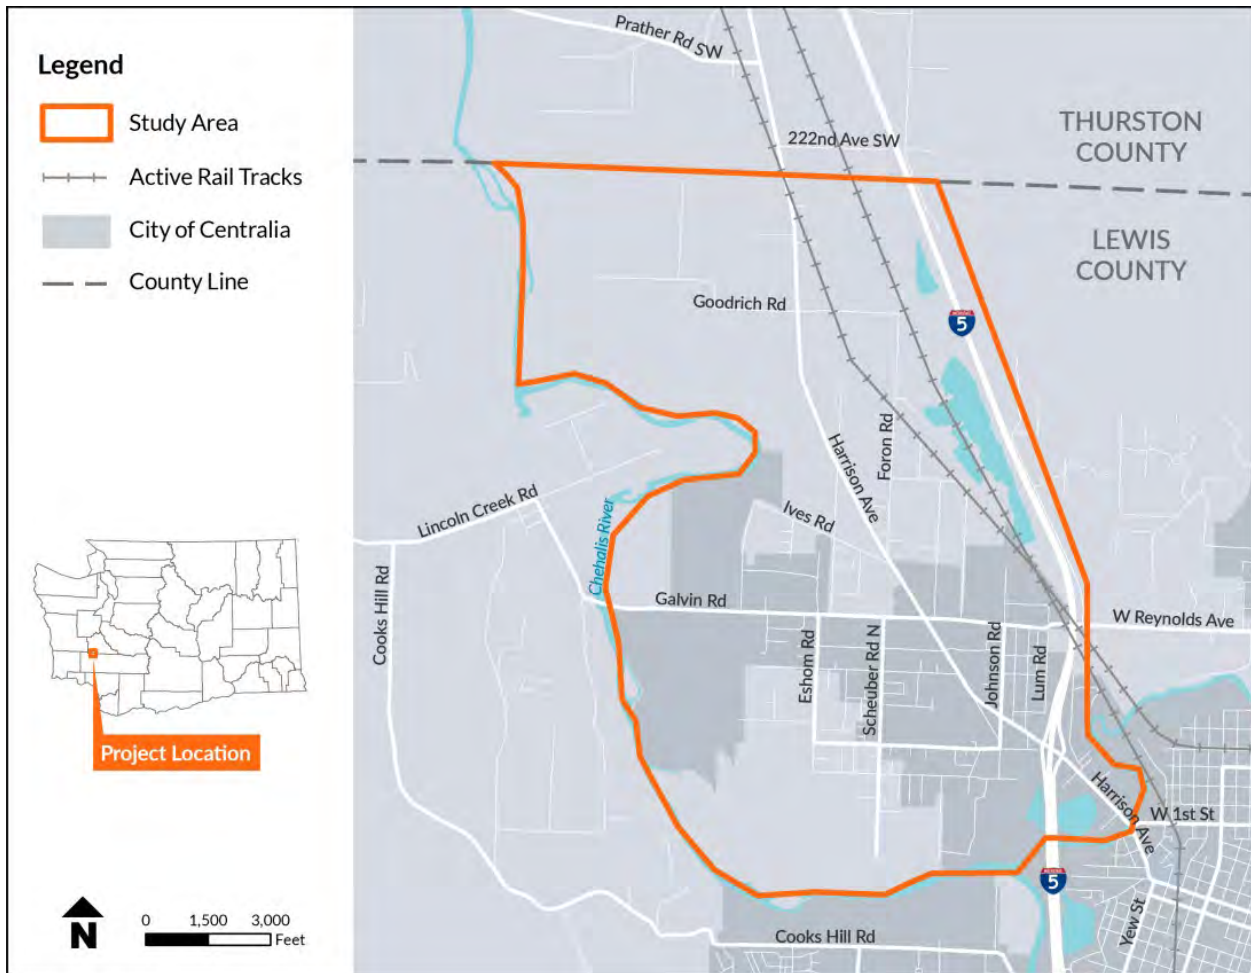 Legend
Study Area
Active Rail Tracks
City of Centralia
County Line
Project Location
N
0 1,500 3,000
Feet
Prather Rd SW
222nd Ave SW
THURSTON
COUNTY
LEWIS
COUNTY
Goodrich Rd
INTERSTATE
5
Harrison Ave
Foron Rd
Ives Rd
Lincoln Creek Rd
Chehalis River
Cooks Hill Rd
Galvin Rd
W Reynolds Ave
Eshom Rd
Scheuber Rd N
Johnson Rd
Lum Rd
Harrison Ave
W 1st St
INTERSTATE
5
Yew St
Cooks Hill Rd